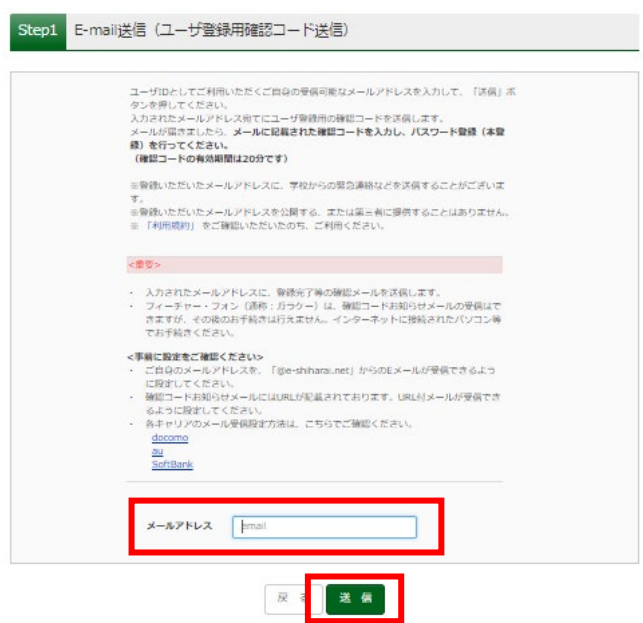 Step1 E-mail送信（ユーザ登録用確認コード送信）
ユーザIDとしてご利用いただくご自身の受信可能なメールアドレスを入力して、「送信」ボ
タンを押してください。
入力されたメールアドレス宛てにユーザ登録用の確認コードを送信します。
メールが届きましたら、メールに記載された確認コードを入力し、パスワード登録（本登
録）を行ってください。
（確認コードの有効期間は20分です）
※登録いただいたメールアドレスに、学校からの緊急連絡などを送信することがございま
す。
※登録いただいたメールアドレスを公開する、または第三者に提供することはありません。
※ 「利用規約」 をご確認いただいたのち、ご利用ください。
<重要>
・ 入力されたメールアドレスに、登録完了等の確認メールを送信します。
・ フィーチャー・フォン（通称：ガラケー）は、確認コードお知らせメールの受信はで
きますが、その後のお手続きは行えません。インターネットに接続されたパソコン等
でお手続きください。
<事前に設定をご確認ください>
・ ご自身のメールアドレスを、「@e-shiharai.net」からのEメールが受信できるよう
に設定してください。
・ 確認コードお知らせメールにはURLが記載されております。URL付メールが受信でき
るように設定してください。
・ 各キャリアのメール受信設定方法は、こちらでご確認ください。
docomo
au
SoftBank
メールアドレス email
戻 る 送 信